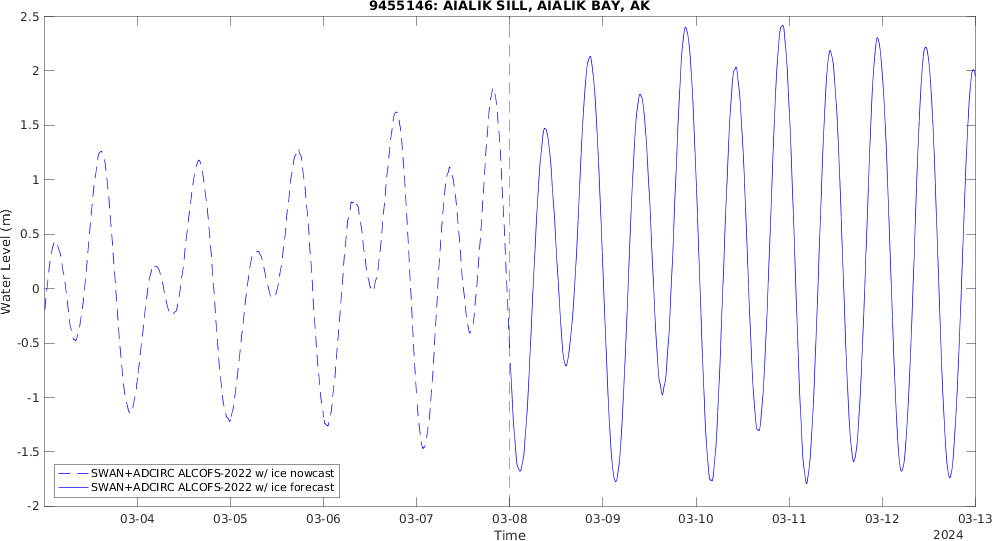 9455146: AIALIK SILL, AIALIK BAY, AK
2.5
2
1.5
1
0.5
0
-0.5
-1
-1.5
-2
Water Level (m)
SWAN+ADCIRC ALCOFS-2022 w/ ice nowcast
SWAN+ADCIRC ALCOFS-2022 w/ ice forecast
03-04 03-05 03-06 03-07 03-08 03-09 03-10 03-11 03-12 03-13
Time
2024